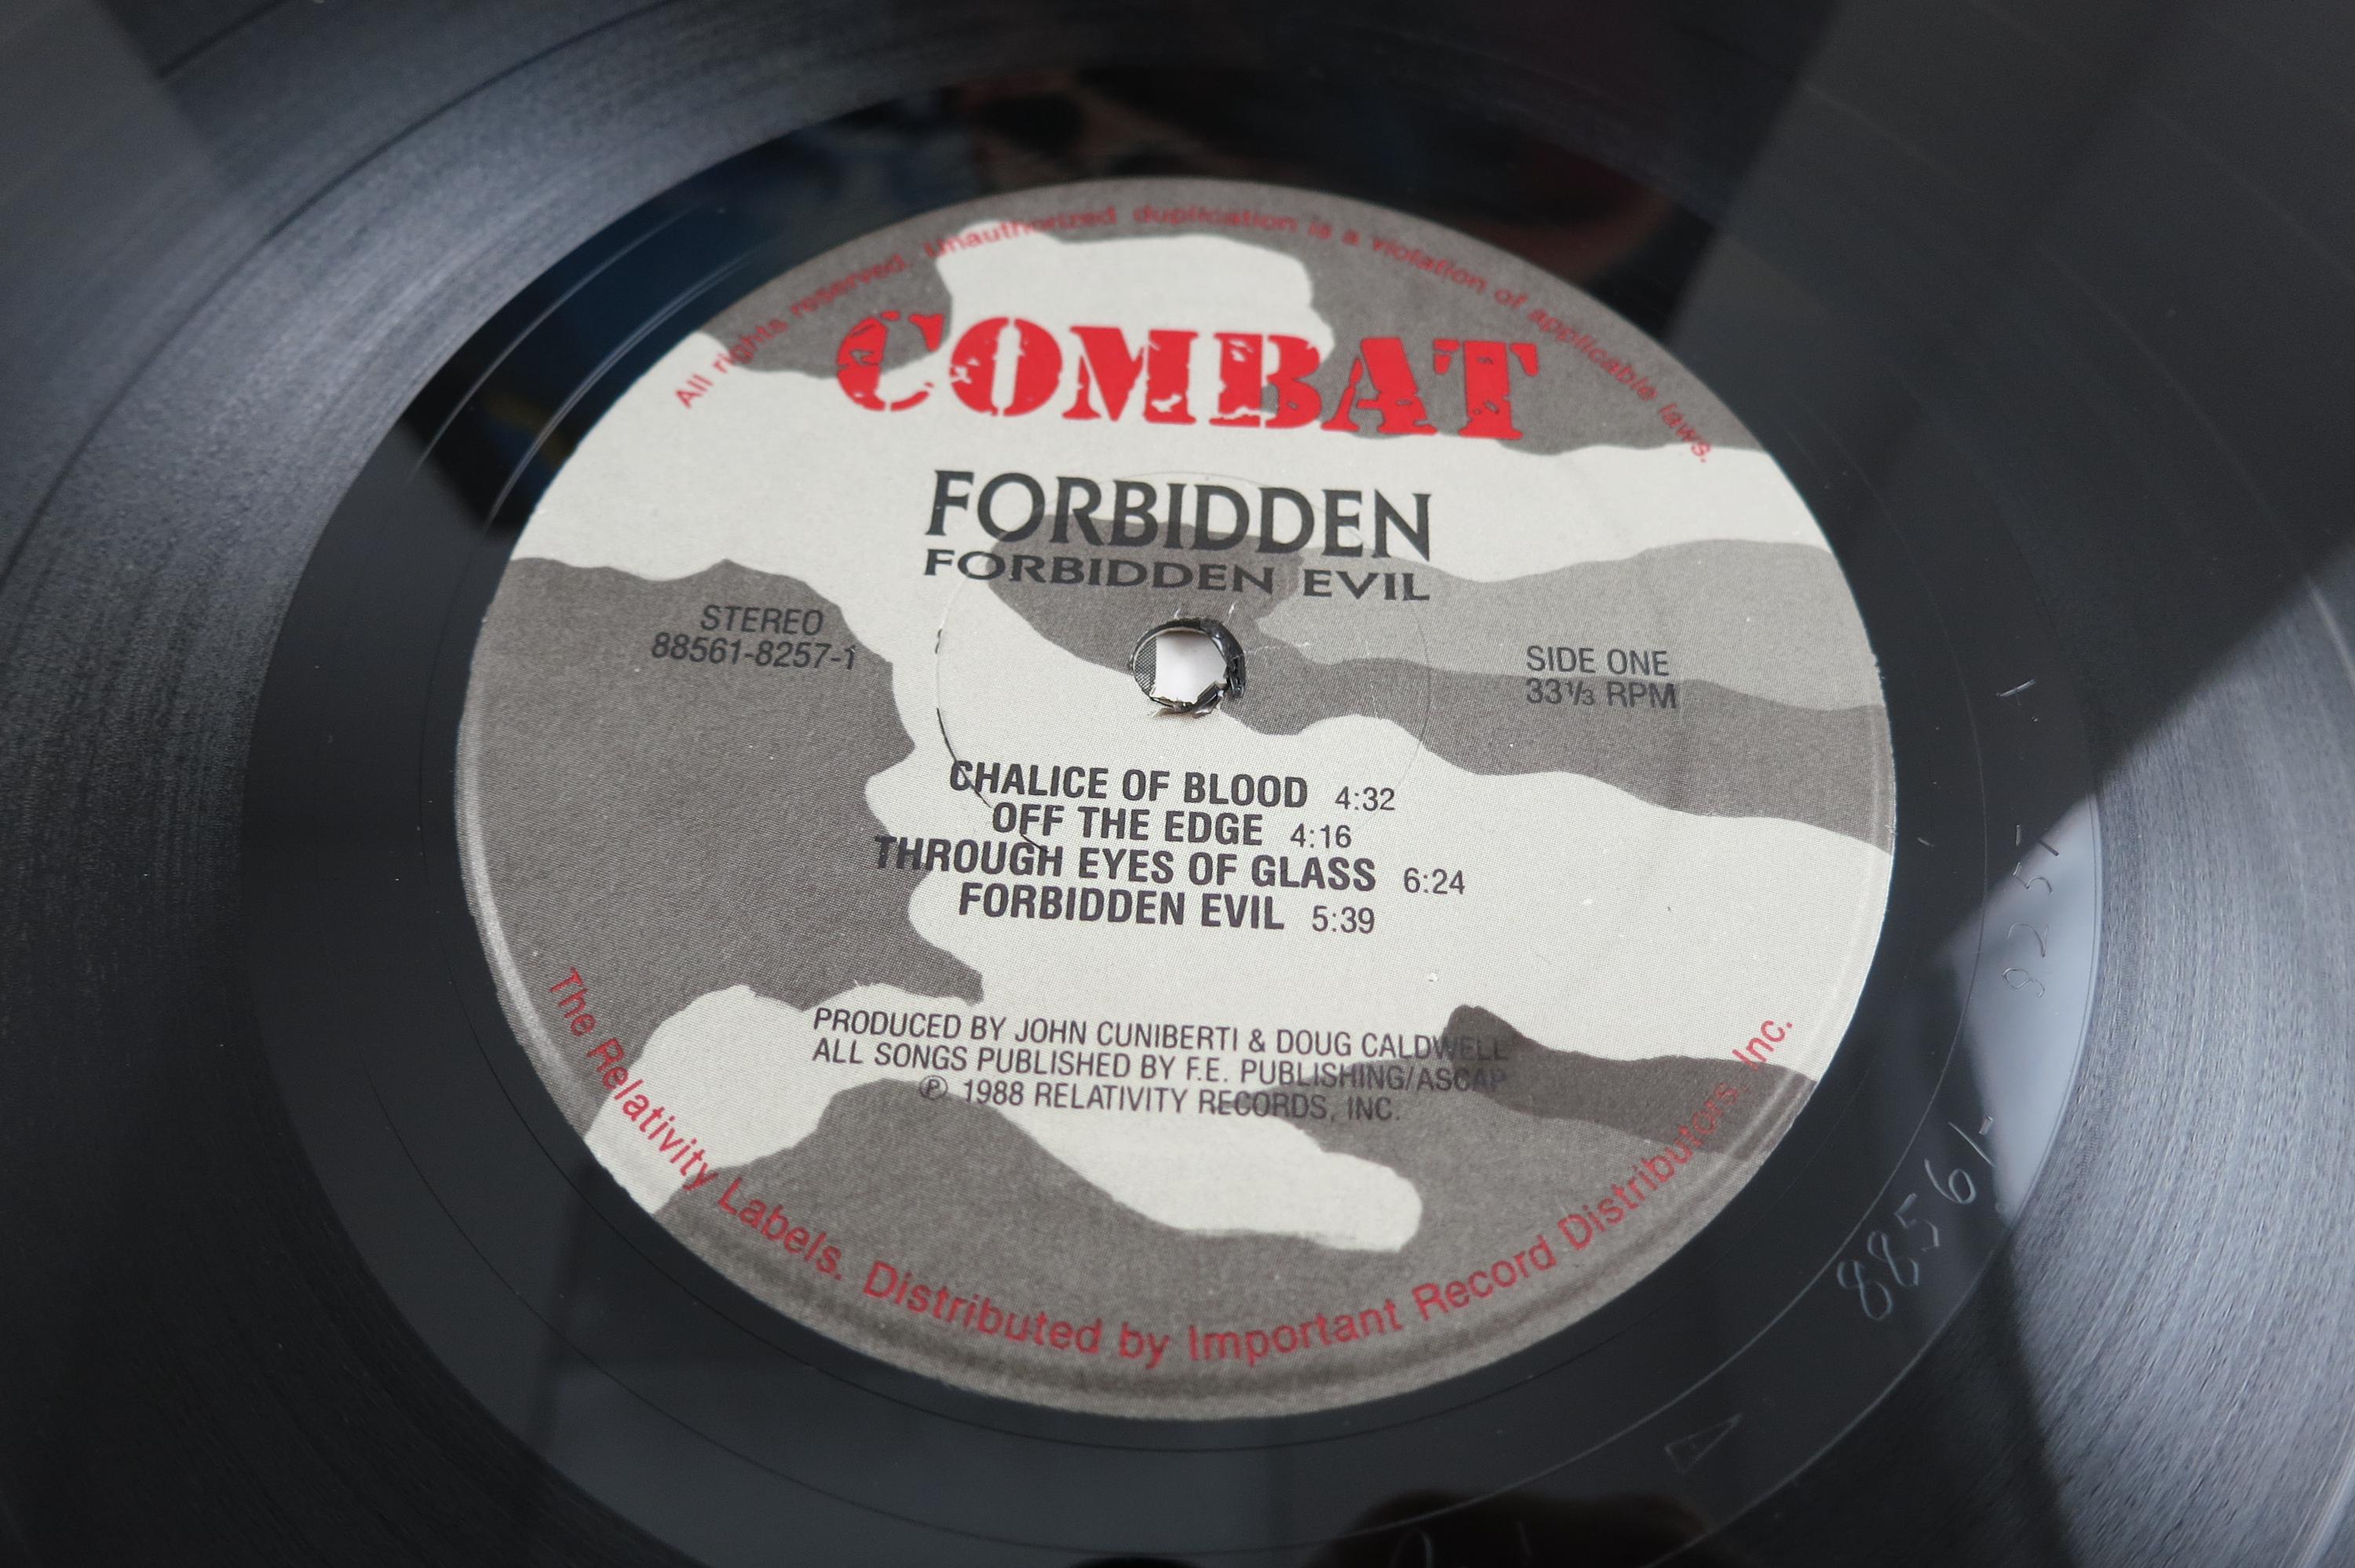 All rights reserved. Unauthorized duplication is a violation of applicable laws.
COMBAT
FORBIDDEN
FORBIDDEN EVIL
STEREO
88561-8257-1
SIDE ONE
33⅓ RPM
CHALICE OF BLOOD 4:32
OFF THE EDGE 4:16
THROUGH EYES OF GLASS 6:24
FORBIDDEN EVIL 5:39
PRODUCED BY JOHN CUNIBERTI & DOUG CALDWELL
ALL SONGS PUBLISHED BY F.E. PUBLISHING/ASCAP
℗ 1988 RELATIVITY RECORDS, INC.
The Relativity Labels. Distributed by Important Record Distributors, Inc.
88561-